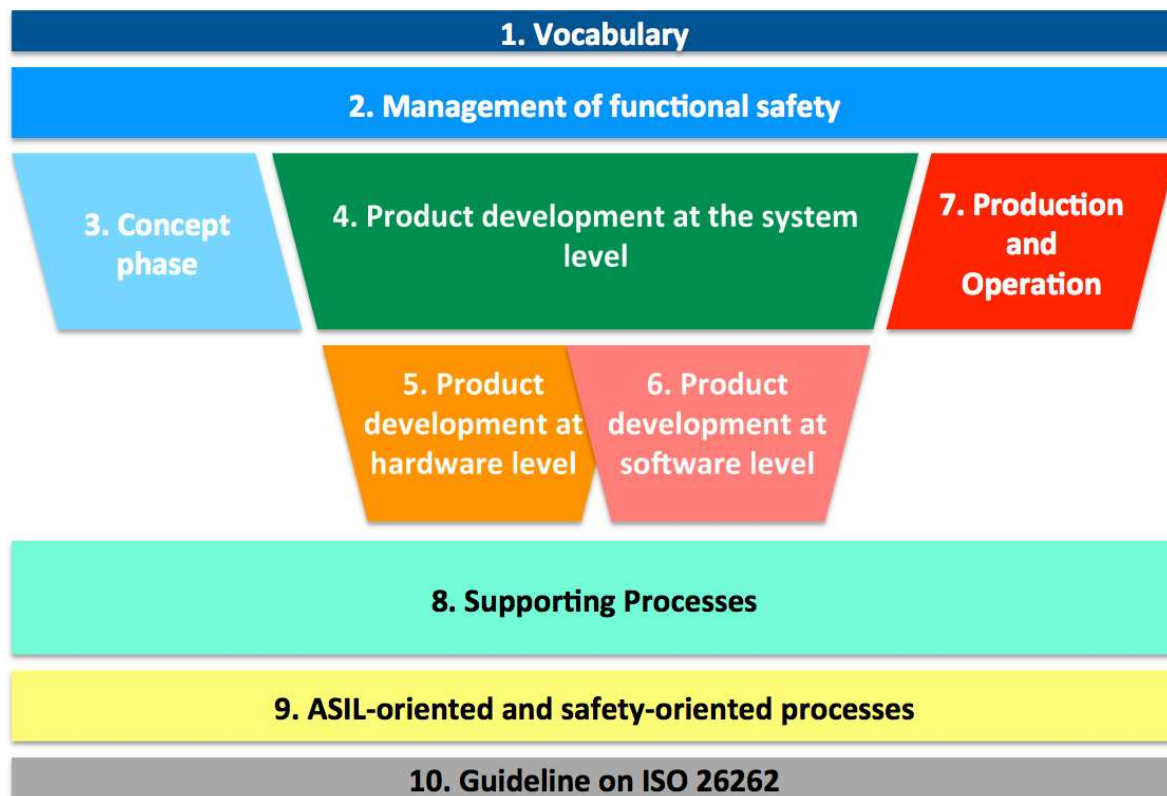 1. Vocabulary
2. Management of functional safety
3. Concept
phase
4. Product development at the system
level
7. Production
and
Operation
5. Product
development at
hardware level
6. Product
development at
software level
8. Supporting Processes
9. ASIL-oriented and safety-oriented processes
10. Guideline on ISO 26262